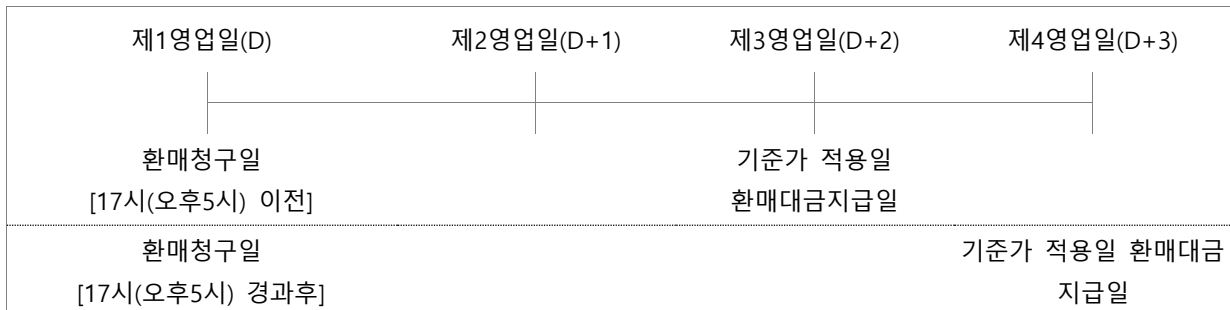 제1영업일(D) 제2영업일(D+1) 제3영업일(D+2) 제4영업일(D+3)
환매청구일 기준가 적용일
[17시(오후5시) 이전] 환매대금지급일
환매청구일 기준가 적용일 환매대금
[17시(오후5시) 경과후] 지급일